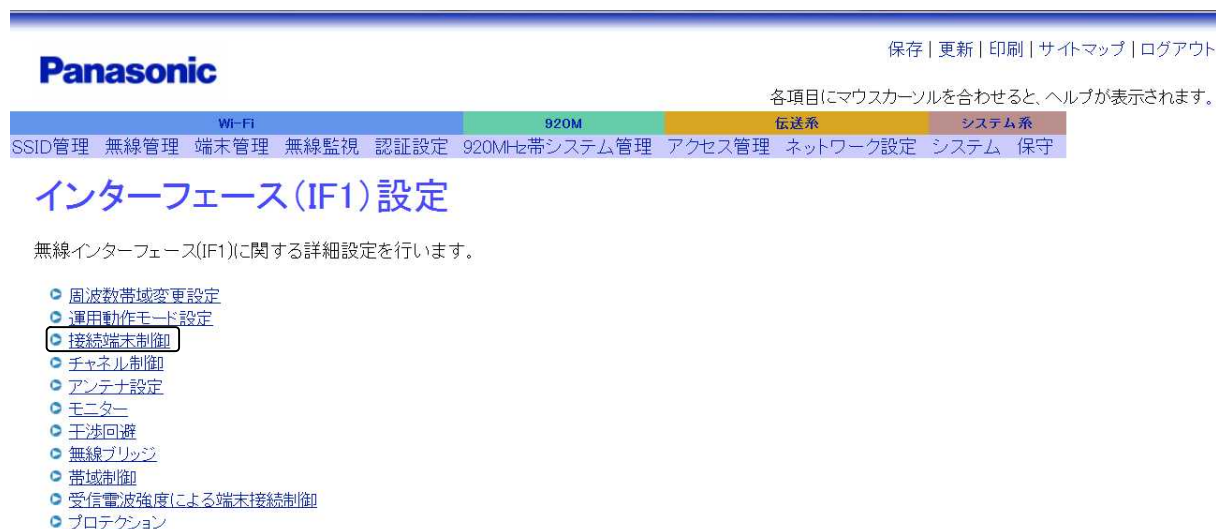 保存 | 更新 | 印刷 | サイトマップ | ログアウト
Panasonic
各項目にマウスカーソルを合わせると、ヘルプが表示されます。
Wi-Fi 920M 伝送系 システム系
SSID管理 無線管理 端末管理 無線監視 認証設定 920MHz帯システム管理 アクセス管理 ネットワーク設定 システム 保守
インターフェース(IF1)設定
無線インターフェース(IF1)に関する詳細設定を行います。
周波数帯域変更設定
運用動作モード設定
接続端末制御
チャネル制御
アンテナ設定
モニター
干渉回避
無線ブリッジ
帯域制御
受信電波強度による端末接続制御
プロテクション